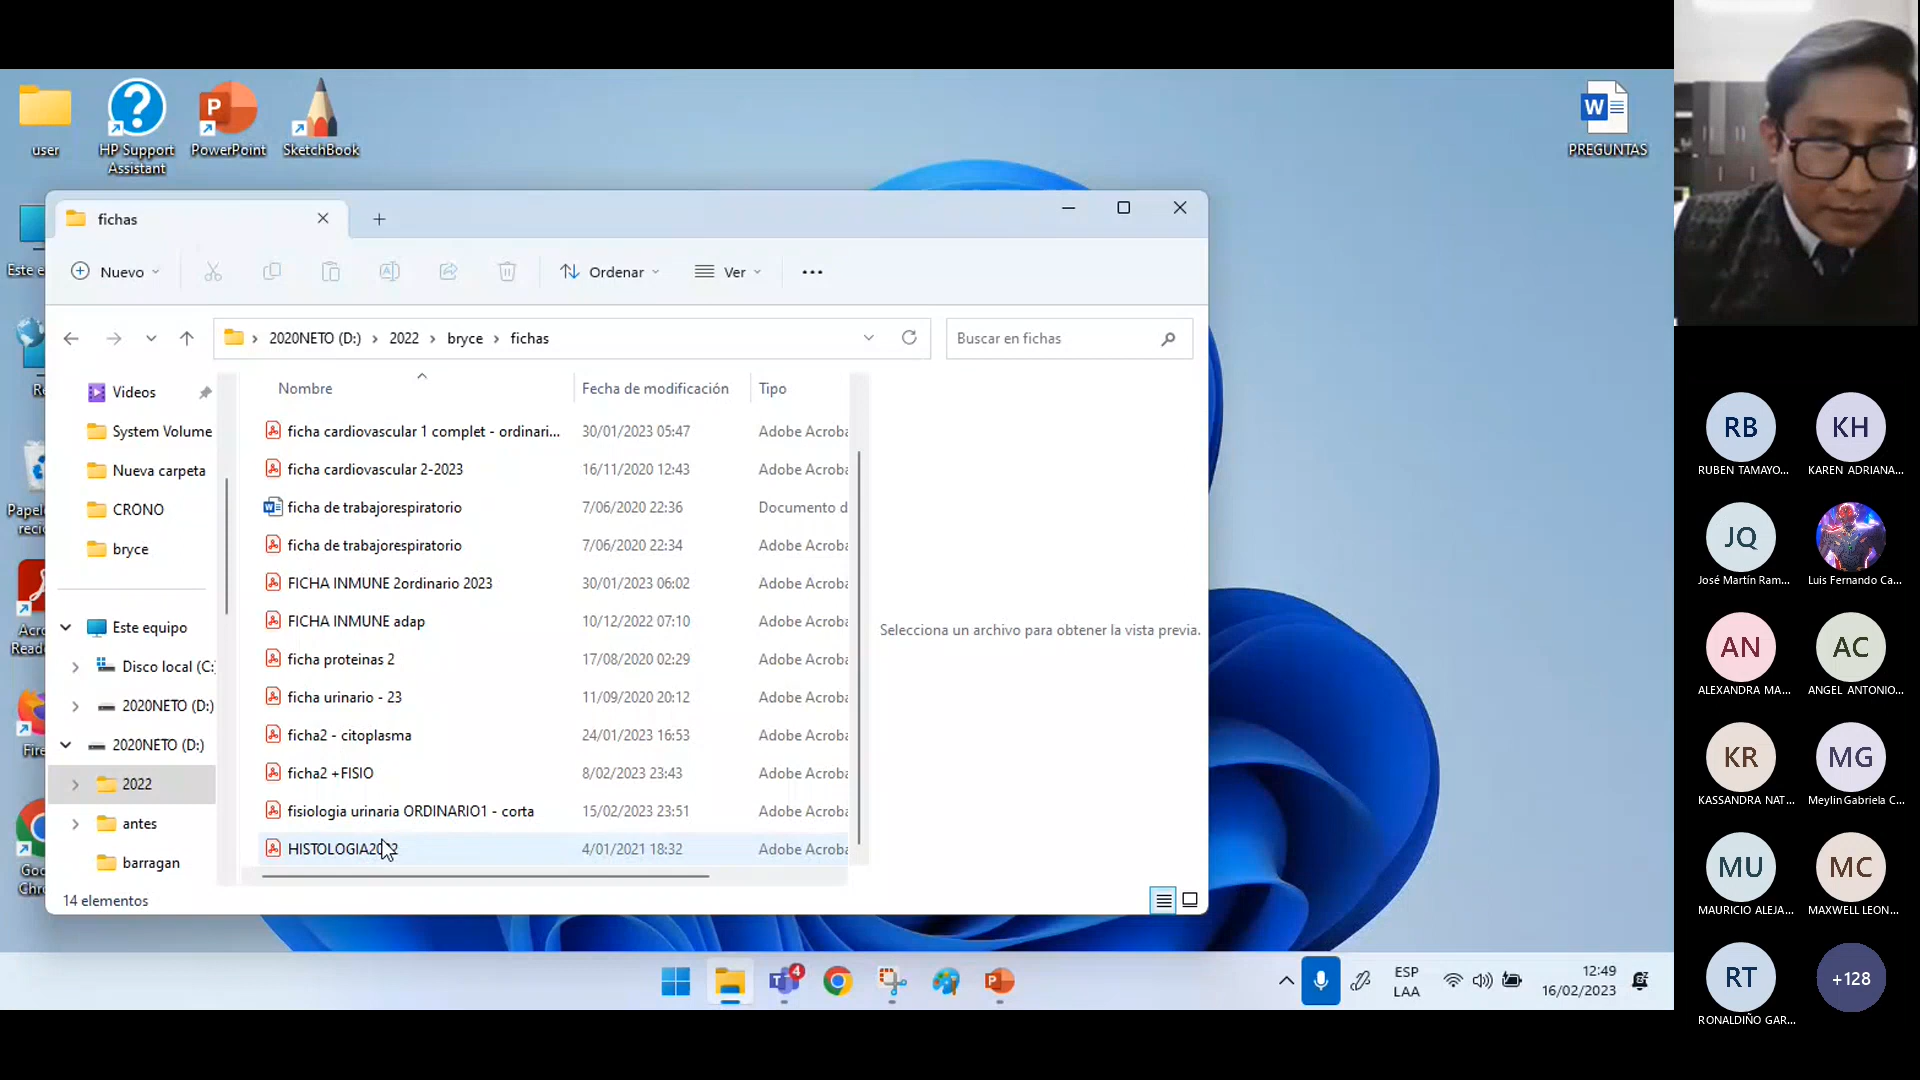 user
HP Support
Assistant
PowerPoint
SketchBook
PREGUNTAS
fichas
Nuevo
Ordenar
Ver
2020NETO (D:)
2022
bryce
fichas
Buscar en fichas
Nombre
Fecha de modificación
Tipo
Videos
System Volume
Nueva carpeta
CRONO
bryce
Este equipo
Disco local (C:
2020NETO (D:)
2020NETO (D:)
2022
antes
barragan
ficha cardiovascular 1 complet - ordinari... 30/01/2023 05:47 Adobe Acroba
ficha cardiovascular 2-2023 16/11/2020 12:43 Adobe Acroba
ficha de trabajorespiratorio 7/06/2020 22:36 Documento d
ficha de trabajorespiratorio 7/06/2020 22:34 Adobe Acroba
FICHA INMUNE 2ordinario 2023 30/01/2023 06:02 Adobe Acroba
FICHA INMUNE adap 10/12/2022 07:10 Adobe Acroba
ficha proteinas 2 17/08/2020 02:29 Adobe Acroba
ficha urinario - 23 11/09/2020 20:12 Adobe Acroba
ficha2 - citoplasma 24/01/2023 16:53 Adobe Acroba
ficha2 +FISIO 8/02/2023 23:43 Adobe Acroba
fisiologia urinaria ORDINARIO1 - corta 15/02/2023 23:51 Adobe Acroba
HISTOLOGIA2022 4/01/2021 18:32 Adobe Acroba
Selecciona un archivo para obtener la vista previa.
14 elementos
Este e
Papel
reci
Acro
Read
Fire
Goo
Chro
4
ESP
LAA
12:49
16/02/2023
RB
RUBEN TAMAYO...
KH
KAREN ADRIANA...
JQ
José Martín Ram...
Luis Fernando Ca...
AN
ALEXANDRA MA...
AC
ANGEL ANTONIO...
KR
KASSANDRA NAT...
MG
Meylin Gabriela C...
MU
MAURICIO ALEJA...
MC
MAXWELL LEON...
RT
RONALDIÑO GAR...
+128